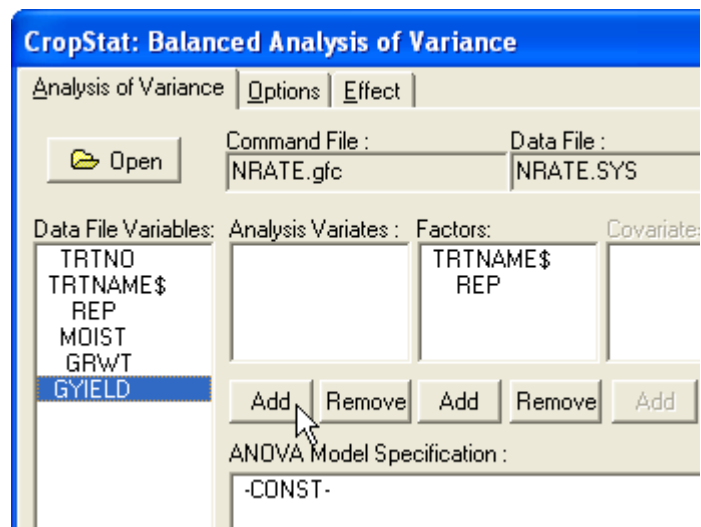 CropStat: Balanced Analysis of Variance
Analysis of Variance Options Effect
Open
Command File : Data File :
NRATE.gfc NRATE.SYS
Data File Variables: Analysis Variates : Factors: Covariate
TRTNO
TRTNAME$
REP
MOIST
GRWT
GYIELD
TRTNAME$
REP
Add Remove Add Remove Add
ANOVA Model Specification :
-CONST-